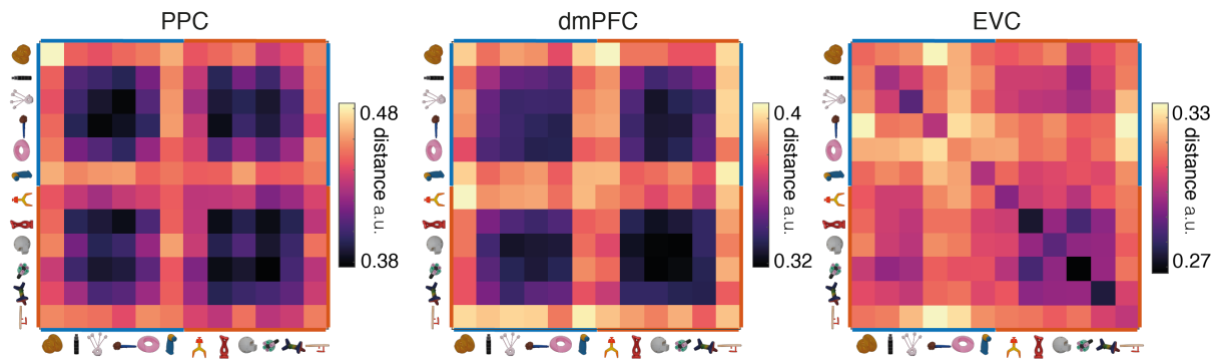 PPC
dmPFC
EVC
0.48
distance a.u.
0.38
0.4
distance a.u.
0.32
0.33
distance a.u.
0.27